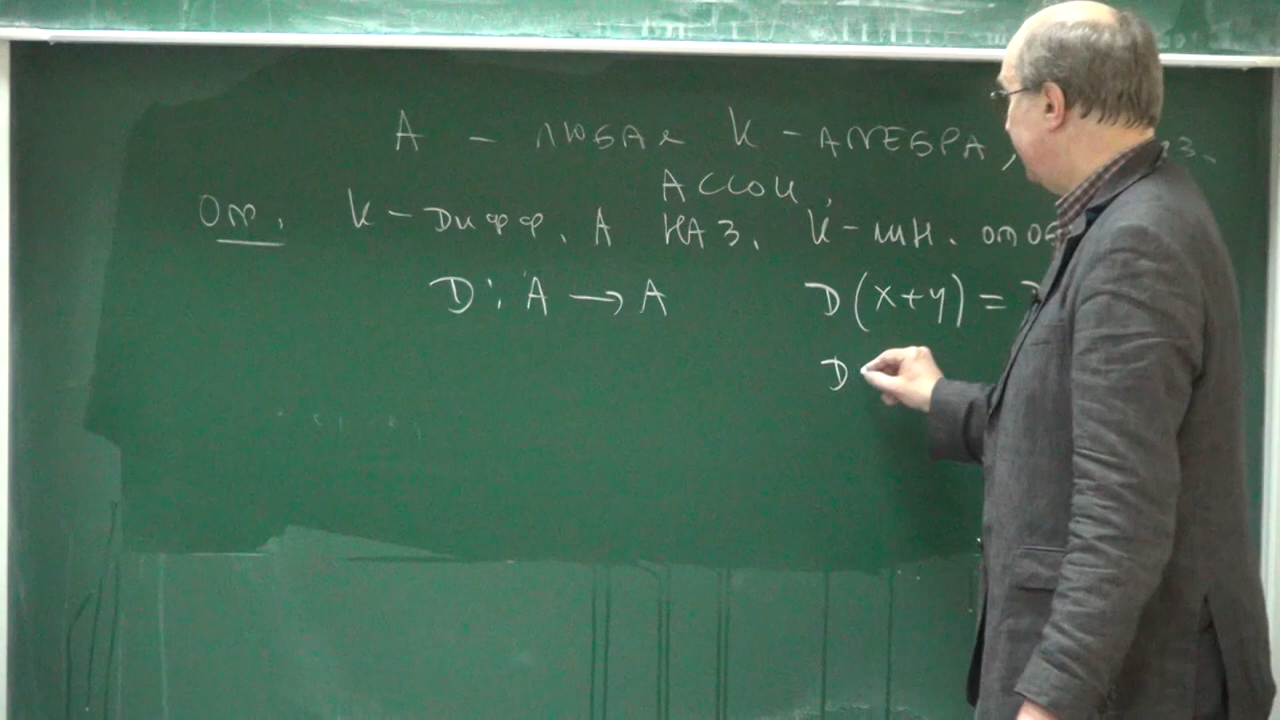 A – любая K – алгебра,
ассоц.
Оп. K – дифф. A наз. K – лин. отоб
D : A → A D(x+y) =
D